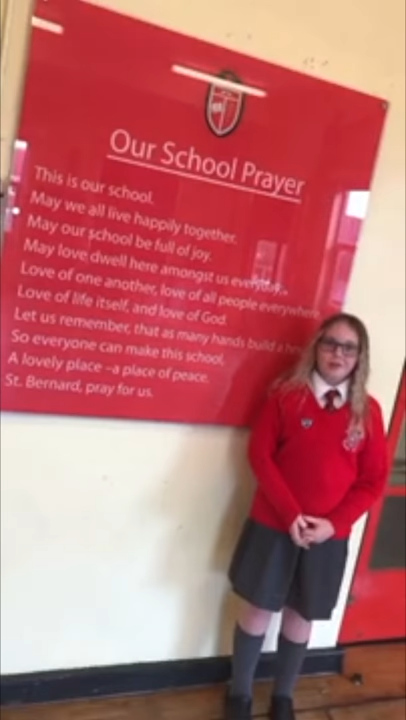 Our School Prayer
This is our school.
May we all live happily together,
May our school be full of joy.
May love dwell here amongst us everyday.
Love of one another, love of all people everywhere.
Love of life itself, and love of God.
Let us remember, that as many hands build a
So everyone can make this school,
A lovely place –a place of peace.
St. Bernard, pray for us.